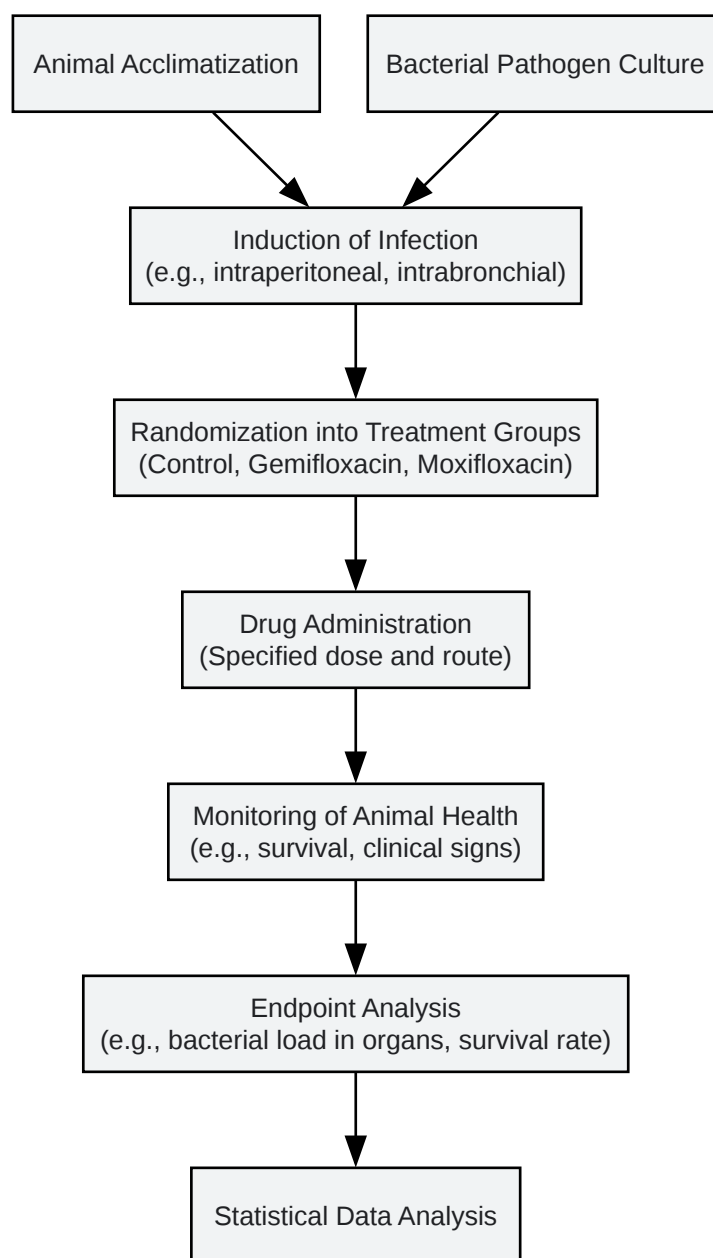 Animal Acclimatization
Bacterial Pathogen Culture
Induction of Infection
(e.g., intraperitoneal, intrabronchial)
Randomization into Treatment Groups
(Control, Gemifloxacin, Moxifloxacin)
Drug Administration
(Specified dose and route)
Monitoring of Animal Health
(e.g., survival, clinical signs)
Endpoint Analysis
(e.g., bacterial load in organs, survival rate)
Statistical Data Analysis